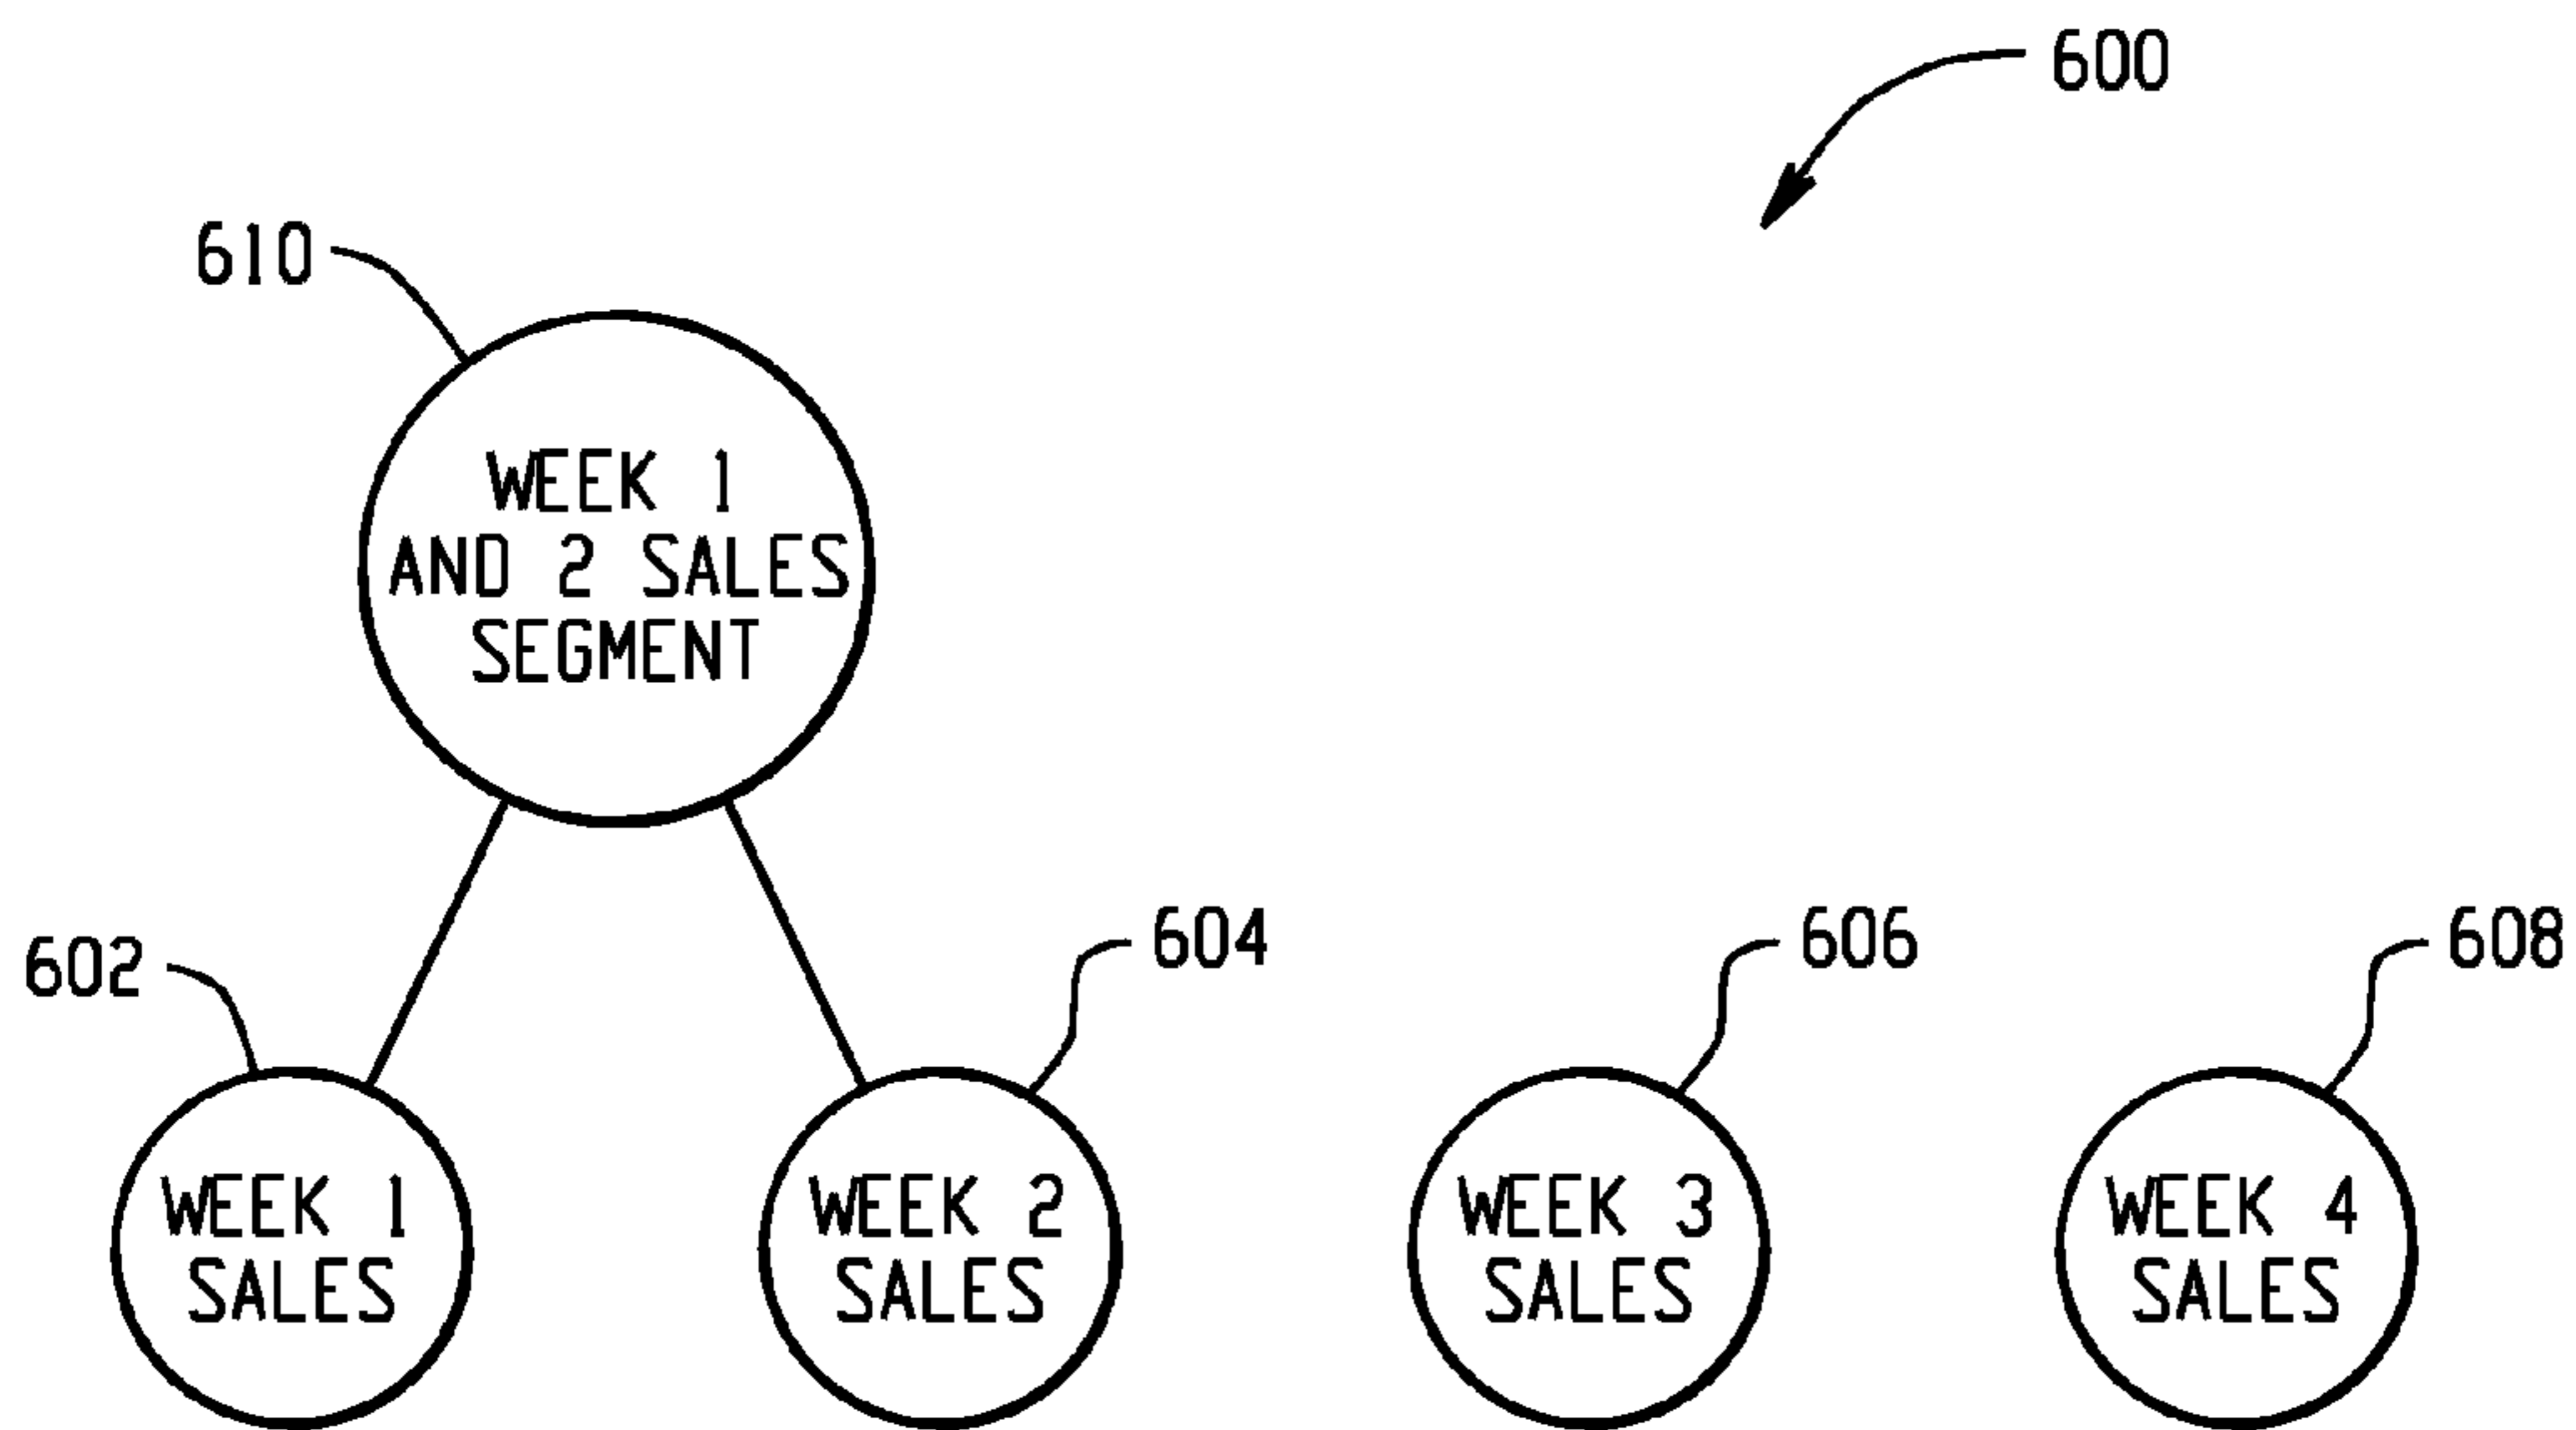 600
610
WEEK 1
AND 2 SALES
SEGMENT
602
604
606
608
WEEK 1
SALES
WEEK 2
SALES
WEEK 3
SALES
WEEK 4
SALES